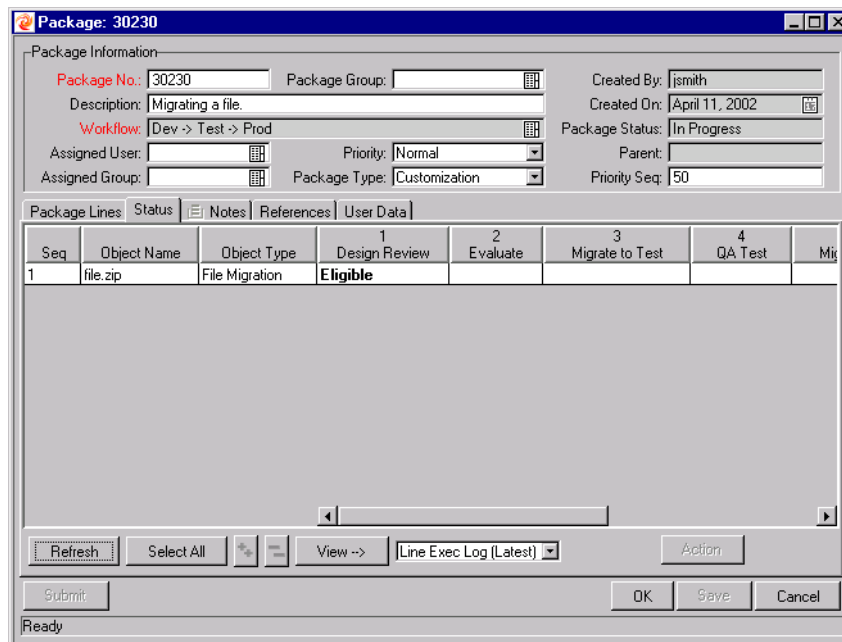 Package: 30230
Package Information
Package No.: 30230 Package Group: Created By: jsmith
Description: Migrating a file. Created On: April 11, 2002
Workflow: Dev -> Test -> Prod Package Status: In Progress
Assigned User: Priority: Normal Parent:
Assigned Group: Package Type: Customization Priority Seq: 50
Package Lines Status Notes References User Data
1 2 3 4
Seq Object Name Object Type Design Review Evaluate Migrate to Test QA Test Mig
1 file.zip File Migration Eligible
Refresh Select All View --> Line Exec Log (Latest) Action
Submit OK Save Cancel
Ready